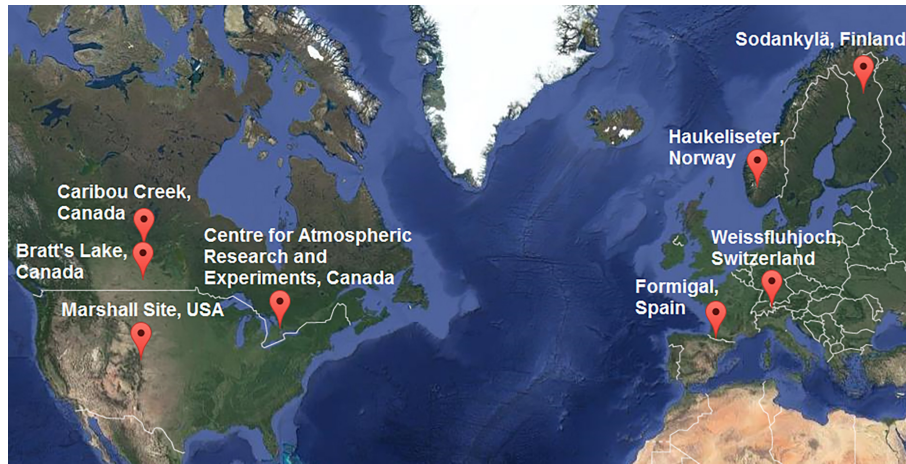 Sodankylä, Finland
Haukeliseter,
Norway
Caribou Creek,
Canada
Centre for Atmospheric
Research and
Experiments, Canada
Bratt's Lake,
Canada
Weissfluhjoch,
Switzerland
Formigal,
Spain
Marshall Site, USA